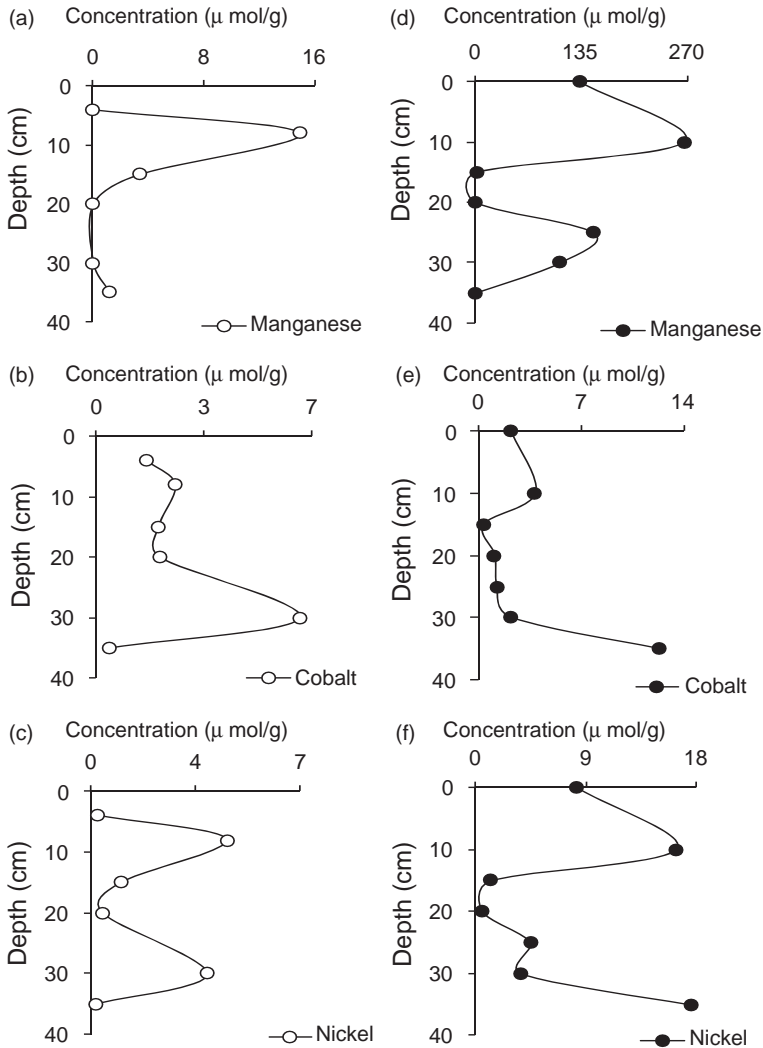 (a) Concentration (μ mol/g)
0 8 16
0
10
20
30
40
Depth (cm)
Manganese
(d) Concentration (μ mol/g)
0 135 270
0
10
20
30
40
Depth (cm)
Manganese
(b) Concentration (μ mol/g)
0 3 7
0
10
20
30
40
Depth (cm)
Cobalt
(e) Concentration (μ mol/g)
0 7 14
0
10
20
30
40
Depth (cm)
Cobalt
(c) Concentration (μ mol/g)
0 4 7
0
10
20
30
40
Depth (cm)
Nickel
(f) Concentration (μ mol/g)
0 9 18
0
10
20
30
40
Depth (cm)
Nickel